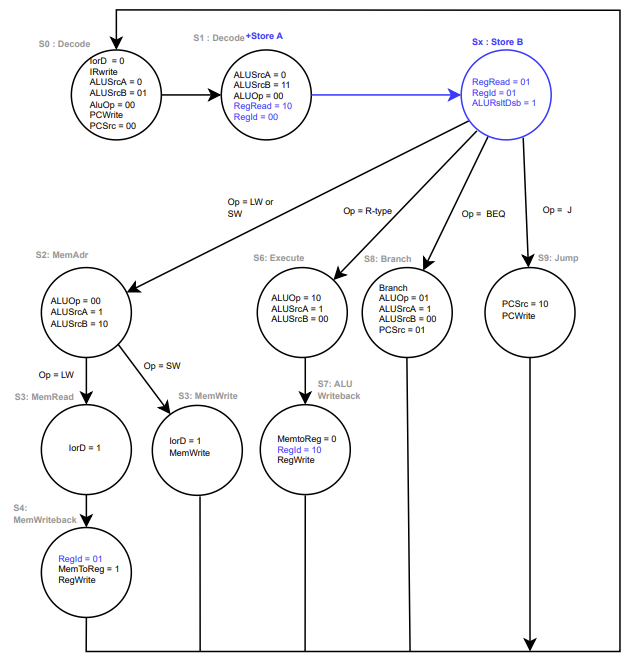 S0 : Decode
IorD = 0
IRwrite
ALUSrcA = 0
ALUSrcB = 01
AluOp = 00
PCWrite
PCSrc = 00
S1 : Decode +Store A
ALUSrcA = 0
ALUSrcB = 11
ALUOp = 00
RegRead = 10
RegId = 00
Sx : Store B
RegRead = 01
RegId = 01
ALURsltDsb = 1
Op = LW or
SW
Op = R-type
Op = BEQ
Op = J
S2: MemAdr
ALUOp = 00
ALUSrcA = 1
ALUSrcB = 10
S6: Execute
ALUOp = 10
ALUSrcA = 1
ALUSrcB = 00
S8: Branch
Branch
ALUOp = 01
ALUSrcA = 1
ALUSrcB = 00
PCSrc = 01
S9: Jump
PCSrc = 10
PCWrite
Op = LW
Op = SW
S3: MemRead
IorD = 1
S3: MemWrite
IorD = 1
MemWrite
S7: ALU
Writeback
MemtoReg = 0
RegId = 10
RegWrite
S4:
MemWriteback
RegId = 01
MemToReg = 1
RegWrite